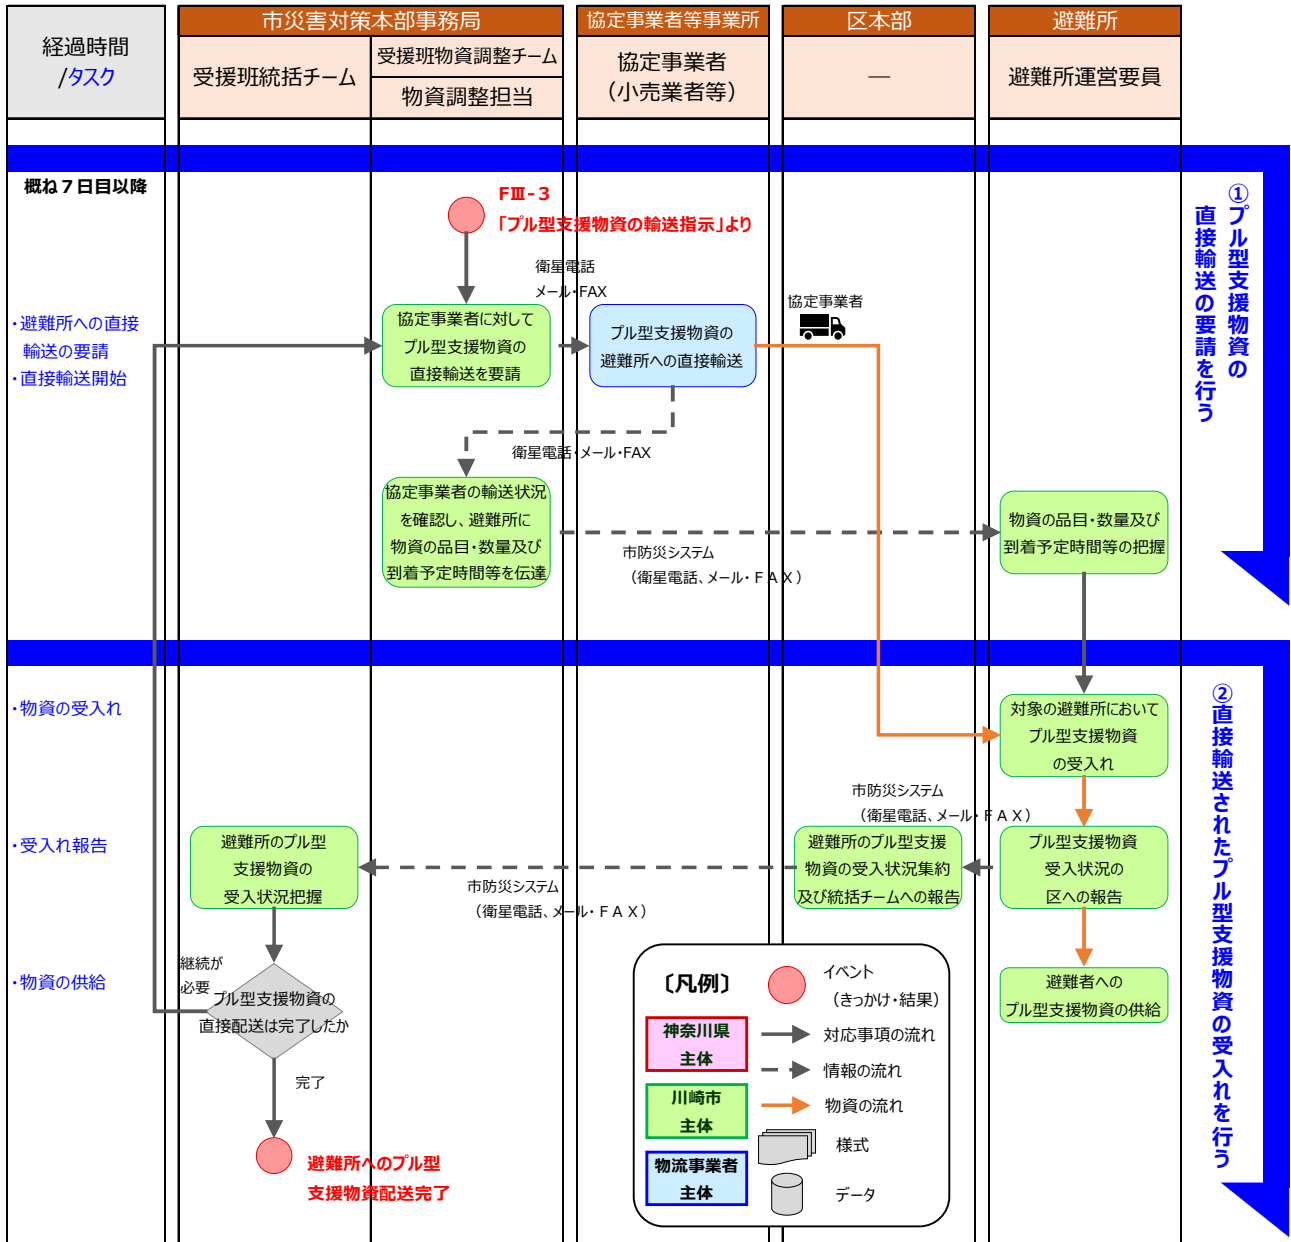 経過時間
/タスク
市災害対策本部事務局
受援班統括チーム
受援班物資調整チーム
物資調整担当
協定事業者等事業所
協定事業者
（小売業者等）
区本部
―
避難所
避難所運営要員
概ね７日目以降
FⅢ-3
「プル型支援物資の輸送指示」より
①プル型支援物資の
直接輸送の要請を行う
衛星電話
メール・FAX
協定事業者
・避難所への直接
輸送の要請
・直接輸送開始
協定事業者に対して
プル型支援物資の
直接輸送を要請
プル型支援物資の
避難所への直接輸送
衛星電話・メール・FAX
協定事業者の輸送状況
を確認し、避難所に
物資の品目・数量及び
到着予定時間等を伝達
市防災システム
（衛星電話、メール・ＦＡＸ）
物資の品目・数量及び
到着予定時間等の把握
・物資の受入れ
対象の避難所において
プル型支援物資
の受入れ
②直接輸送されたプル型支援物資の受入れを行う
市防災システム
（衛星電話、メール・ＦＡＸ）
・受入れ報告
避難所のプル型
支援物資の
受入状況把握
市防災システム
（衛星電話、メール・ＦＡＸ）
避難所のプル型支援
物資の受入状況集約
及び統括チームへの報告
プル型支援物資
受入状況の
区への報告
・物資の供給
継続が
必要
プル型支援物資の
直接配送は完了したか
避難者への
プル型支援物資の供給
完了
避難所へのプル型
支援物資配送完了
〔凡例〕
イベント
（きっかけ・結果）
神奈川県
主体
対応事項の流れ
情報の流れ
川崎市
主体
物資の流れ
様式
物流事業者
主体
データ